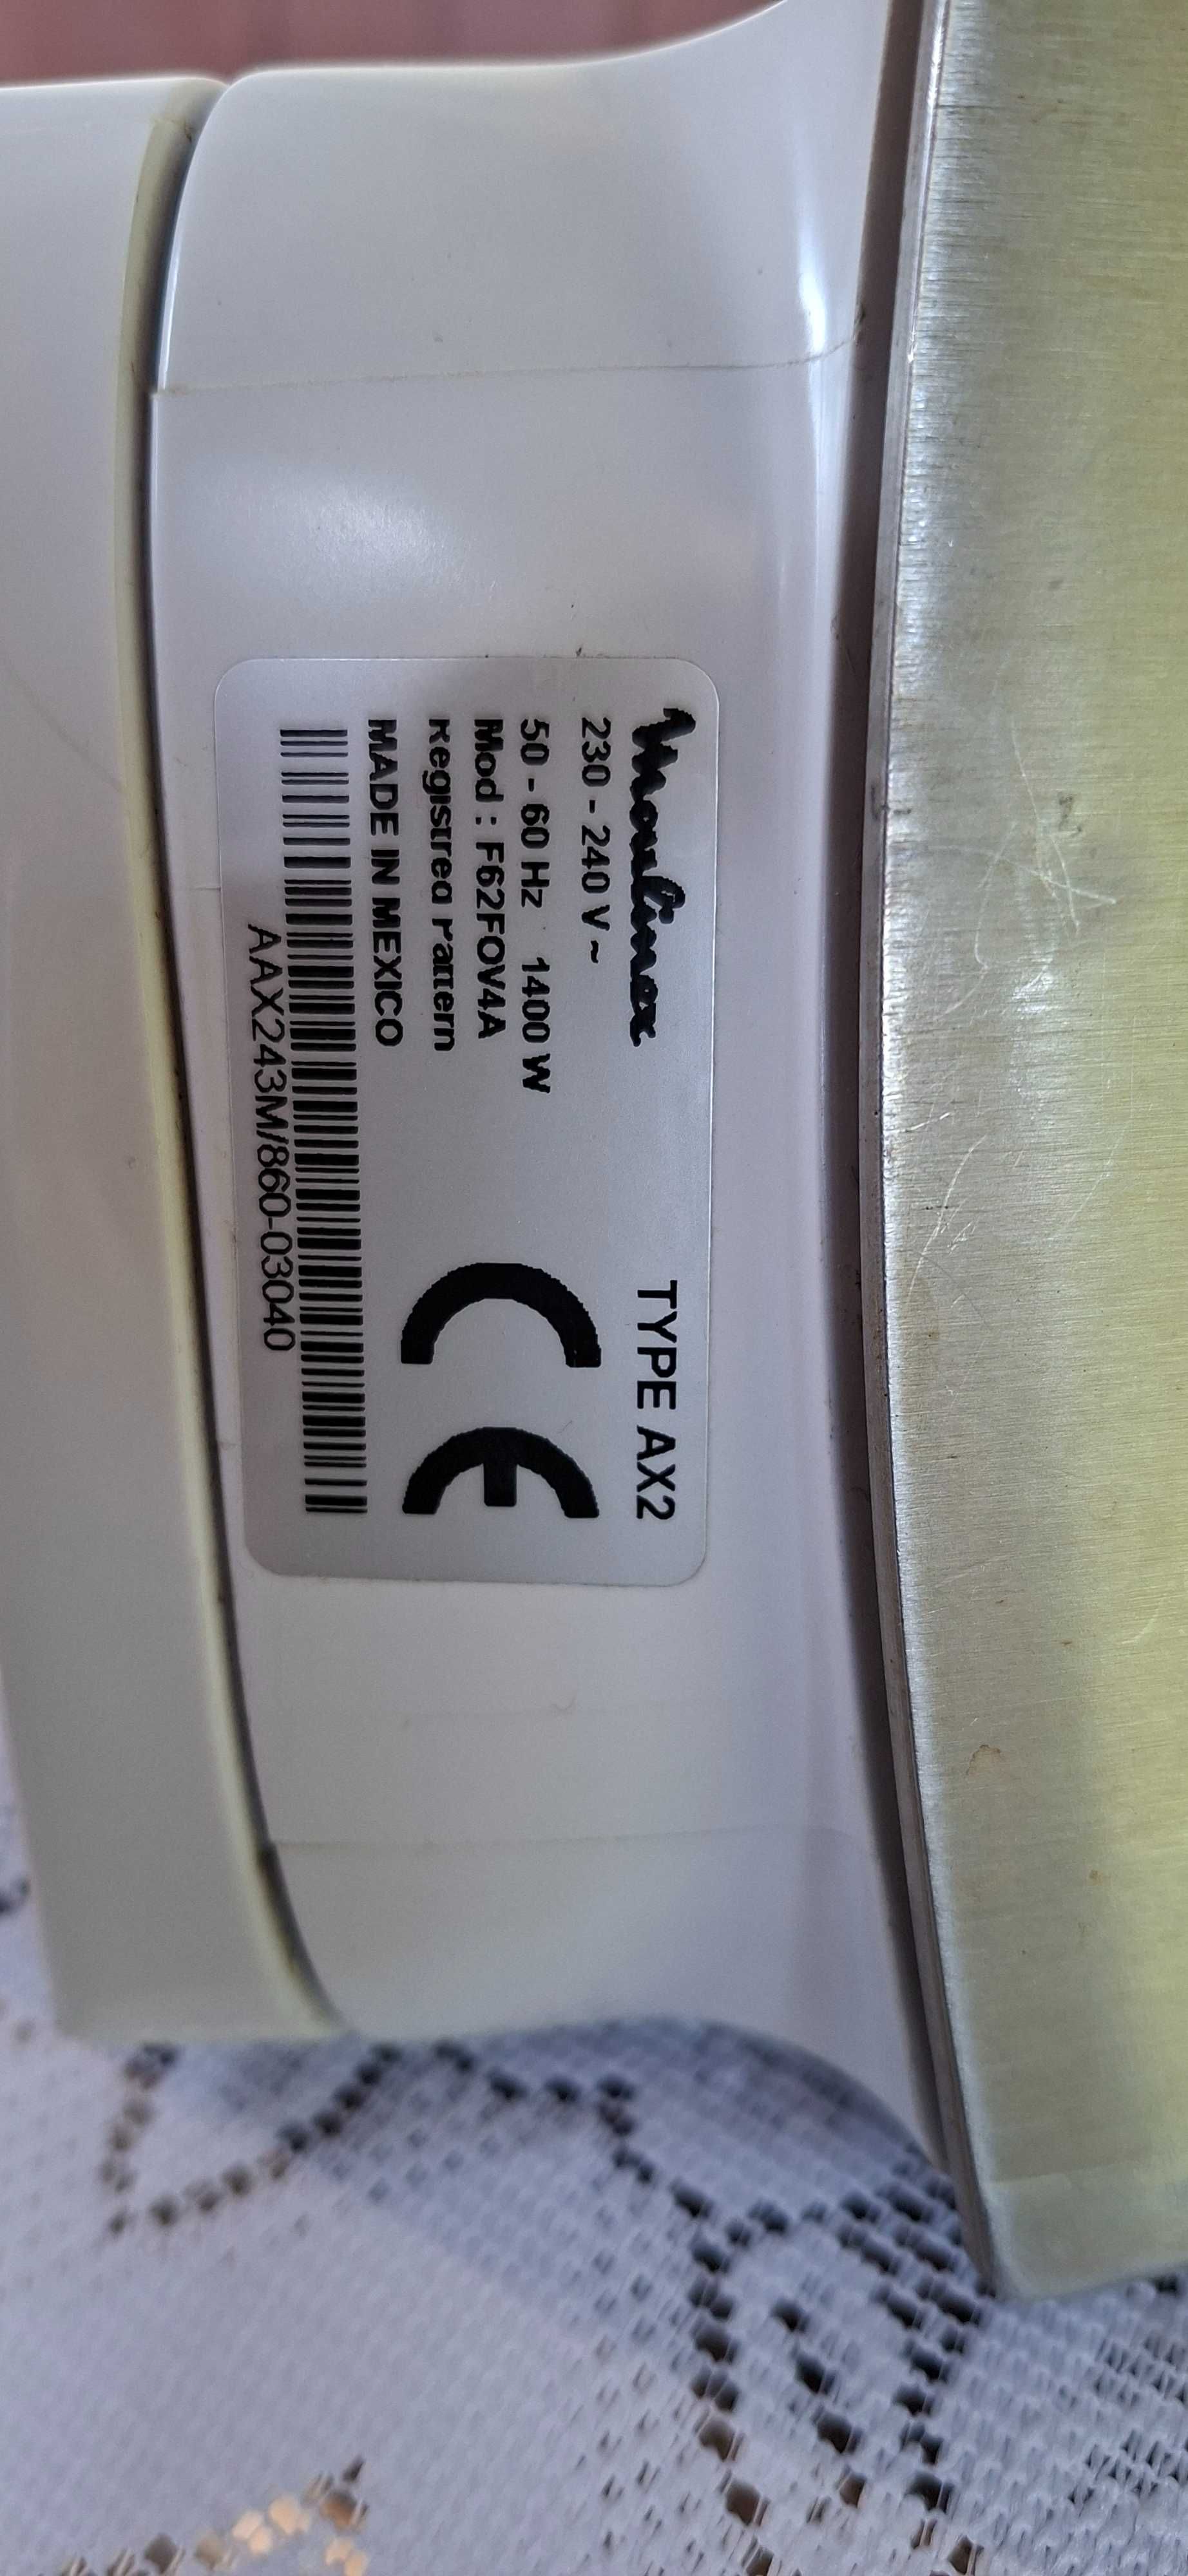 Moulinex TYPE AX2
230 - 240 V ~
50 - 60 Hz 1400 W
Mod : F62FOV4A
Registred Pattern
MADE IN MEXICO
CE
AAX243M/860-03040